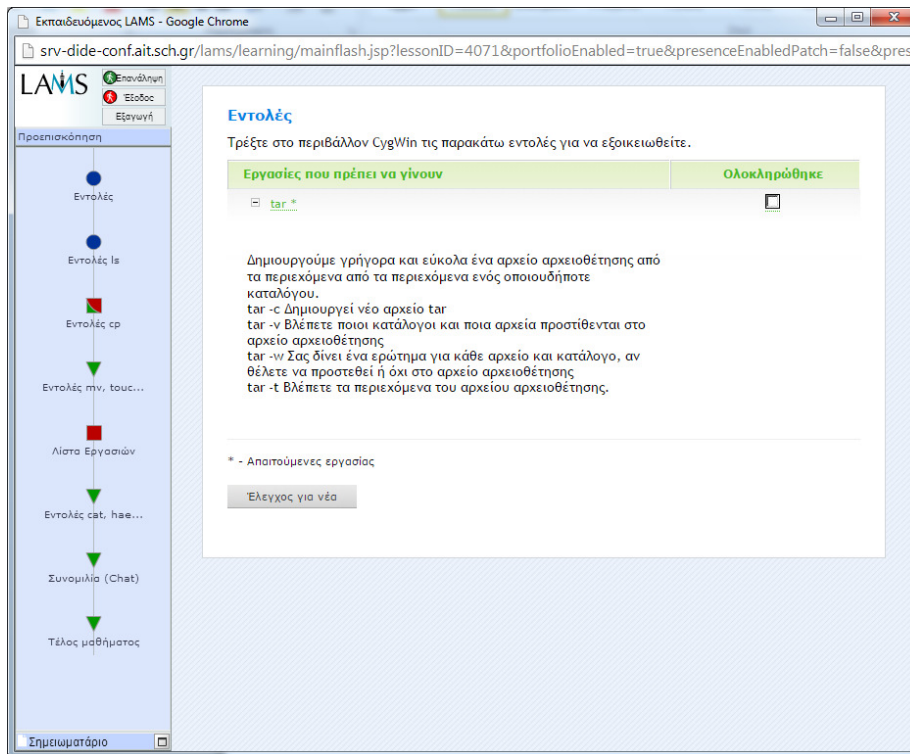 Εκπαιδευόμενος LAMS - Google Chrome
srv-dide-conf.ait.sch.gr/lams/learning/mainflash.jsp?lessonID=4071&portfolioEnabled=true&presenceEnabledPatch=false&pres
LAMS
Επανάληψη
Έξοδος
Εξαγωγή
Προεπισκόπηση
Εντολές
Εντολές ls
Εντολές cp
Εντολές mv, touc...
Λίστα Εργασιών
Εντολές cat, hae...
Συνομιλία (Chat)
Τέλος μαθήματος
Σημειωματάριο
Εντολές
Τρέξτε στο περιβάλλον CygWin τις παρακάτω εντολές για να εξοικειωθείτε.
Εργασίες που πρέπει να γίνουν Ολοκληρώθηκε
tar *
Δημιουργούμε γρήγορα και εύκολα ένα αρχείο αρχειοθέτησης από
τα περιεχόμενα από τα περιεχόμενα ενός οποιουδήποτε
καταλόγου.
tar -c Δημιουργεί νέο αρχείο tar
tar -v Βλέπετε ποιοι κατάλογοι και ποια αρχεία προστίθενται στο
αρχείο αρχειοθέτησης
tar -w Σας δίνει ένα ερώτημα για κάθε αρχείο και κατάλογο, αν
θέλετε να προστεθεί ή όχι στο αρχείο αρχειοθέτησης
tar -t Βλέπετε τα περιεχόμενα του αρχείου αρχειοθέτησης.
* - Απαιτούμενες εργασίας
Έλεγχος για νέα